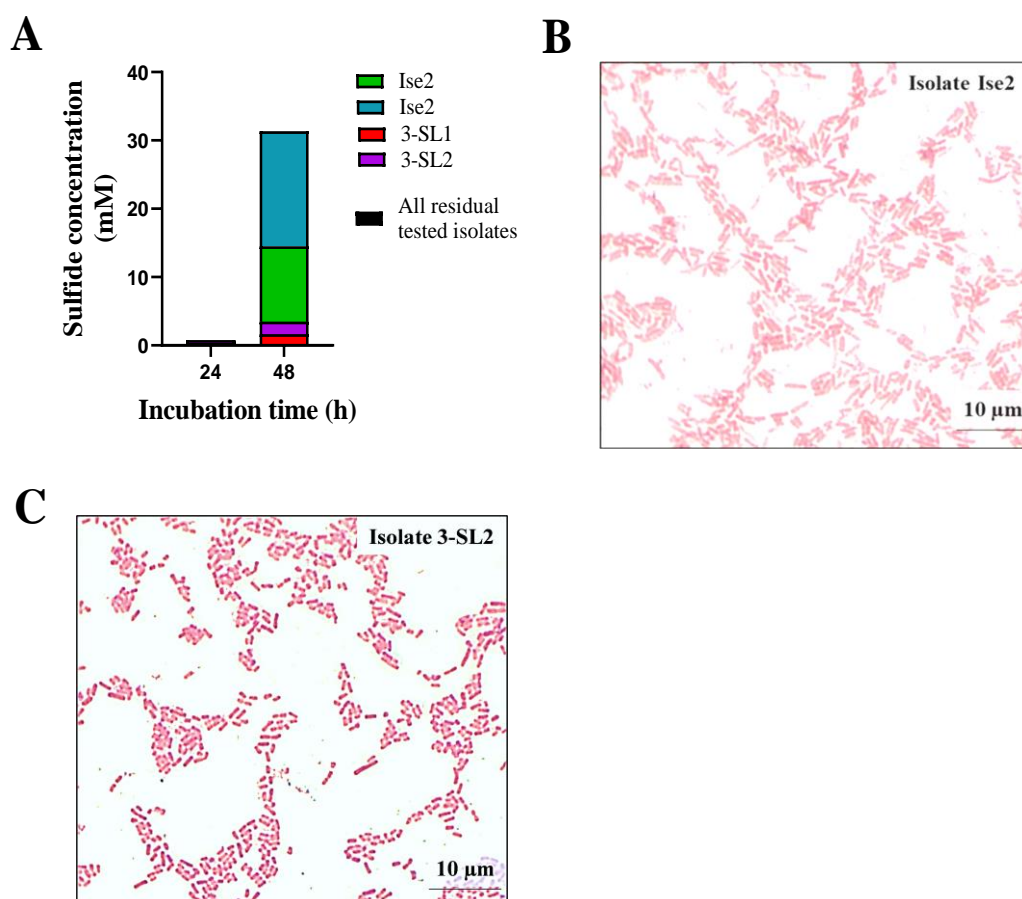 A
Sulfide concentration
(mM)
40
30
20
10
0
24
48
Incubation time (h)
Ise2
Ise2
3-SL1
3-SL2
All residual
tested isolates
B
Isolate Ise2
10 µm
C
Isolate 3-SL2
10 µm